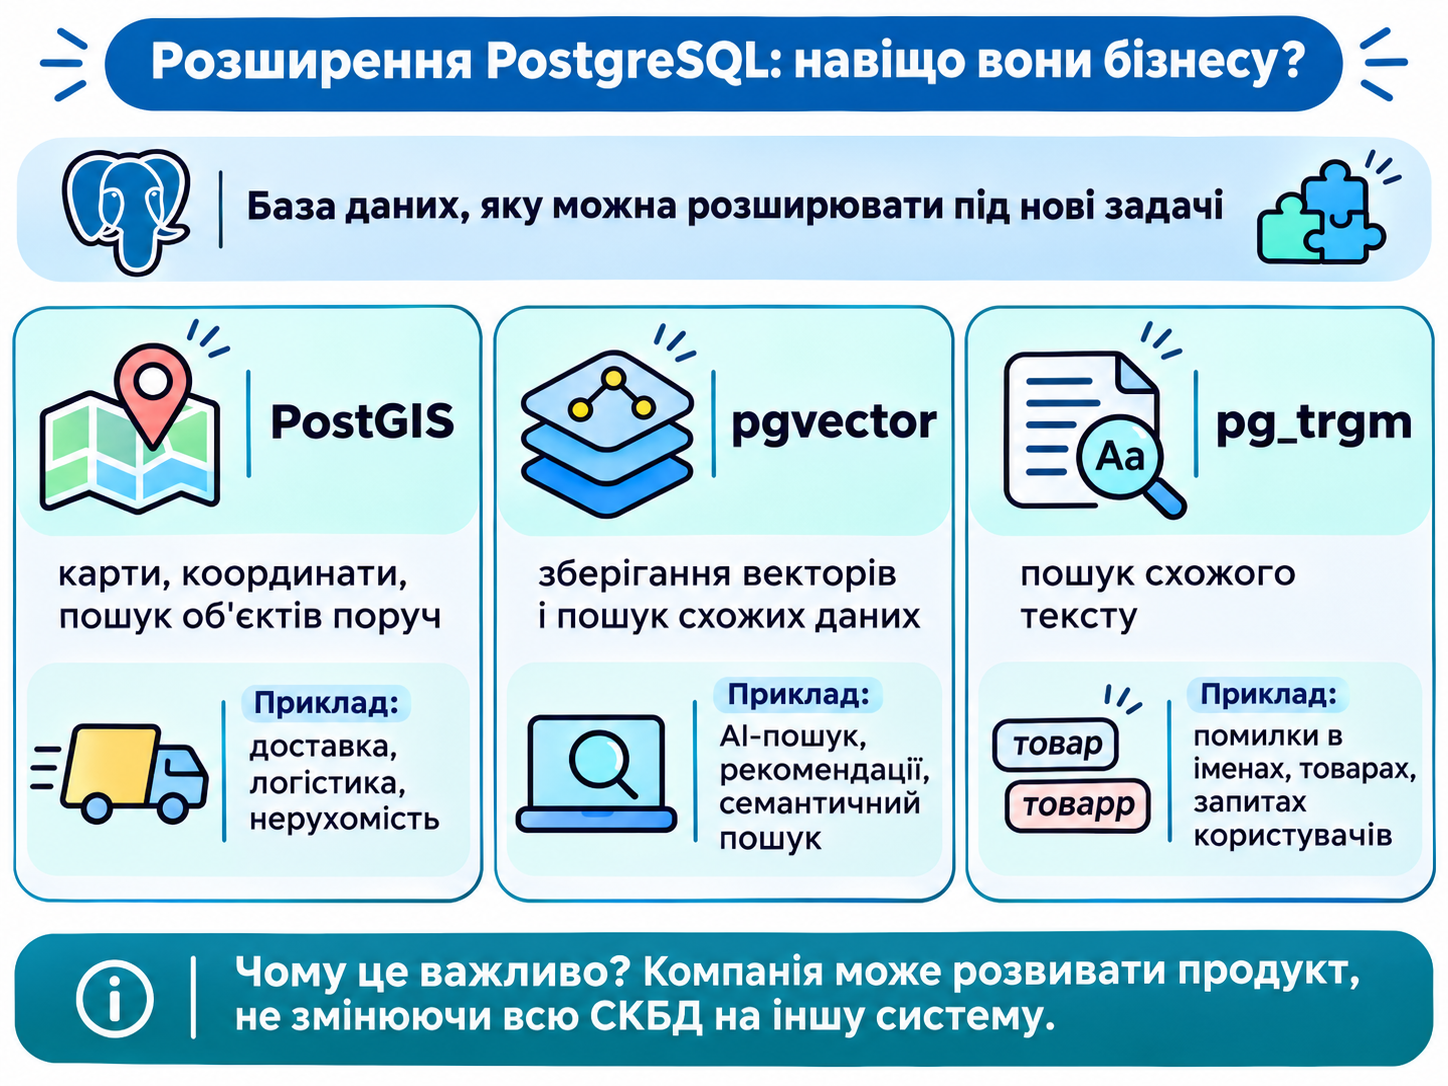 Розширення PostgreSQL: навіщо вони бізнесу?
База даних, яку можна розширювати під нові задачі
PostGIS
карти, координати,
пошук об'єктів поруч
Приклад:
доставка,
логістика,
нерухомість
pgvector
зберігання векторів
і пошук схожих даних
Приклад:
AI-пошук,
рекомендації,
семантичний
пошук
Aa
pg_trgm
пошук схожого
тексту
товар
товарр
Приклад:
помилки в
іменах, товарах,
запитах
користувачів
Чому це важливо? Компанія може розвивати продукт,
не змінюючи всю СКБД на іншу систему.